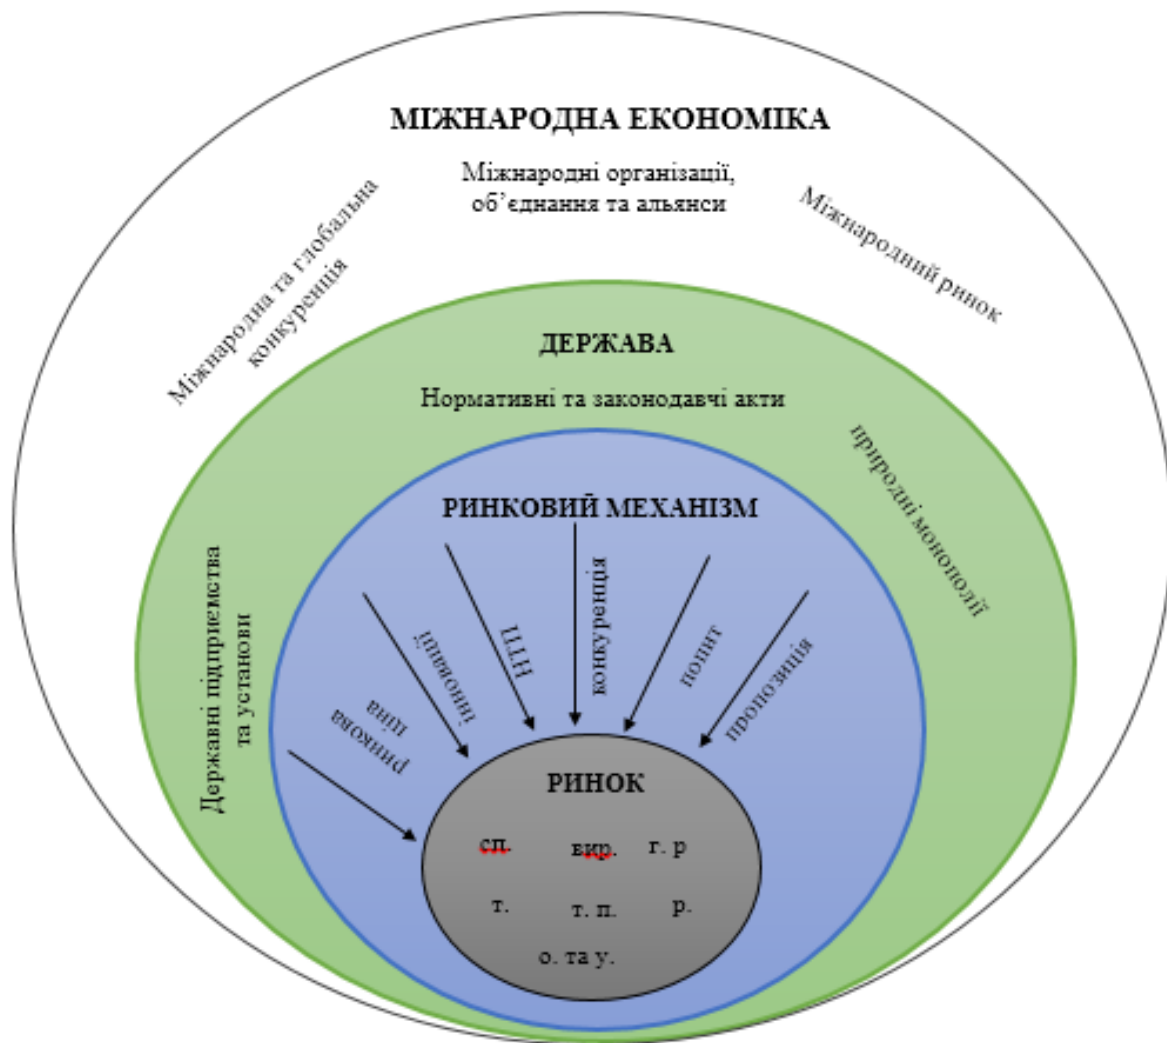 МІЖНАРОДНА ЕКОНОМІКА
Міжнародні організації,
об’єднання та альянси
Міжнародна та глобальна
конкуренція
Міжнародний ринок
ДЕРЖАВА
Нормативні та законодавчі акти
Державні підприємства
та установи
природні монополії
РИНКОВИЙ МЕХАНІЗМ
ринкова
ціна
інновації
НТП
конкуренція
попит
пропозиція
РИНОК
сп. вир. г. р
т. т. п. р.
о. та у.